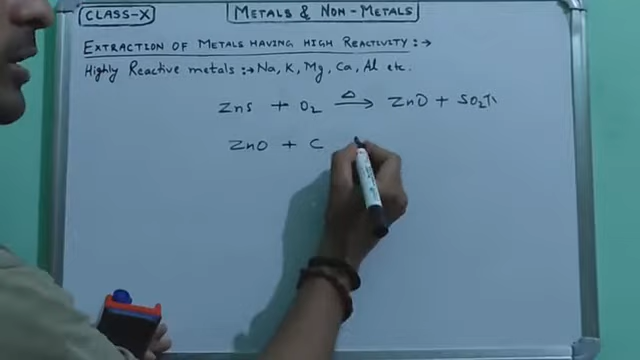 CLASS-X
METALS & NON-METALS
EXTRACTION OF METALS HAVING HIGH REACTIVITY :→
Highly Reactive metals :→ Na, K, Mg, Ca, Al etc.
ZnS + O₂ —Δ→ ZnO + SO₂↑
ZnO + C